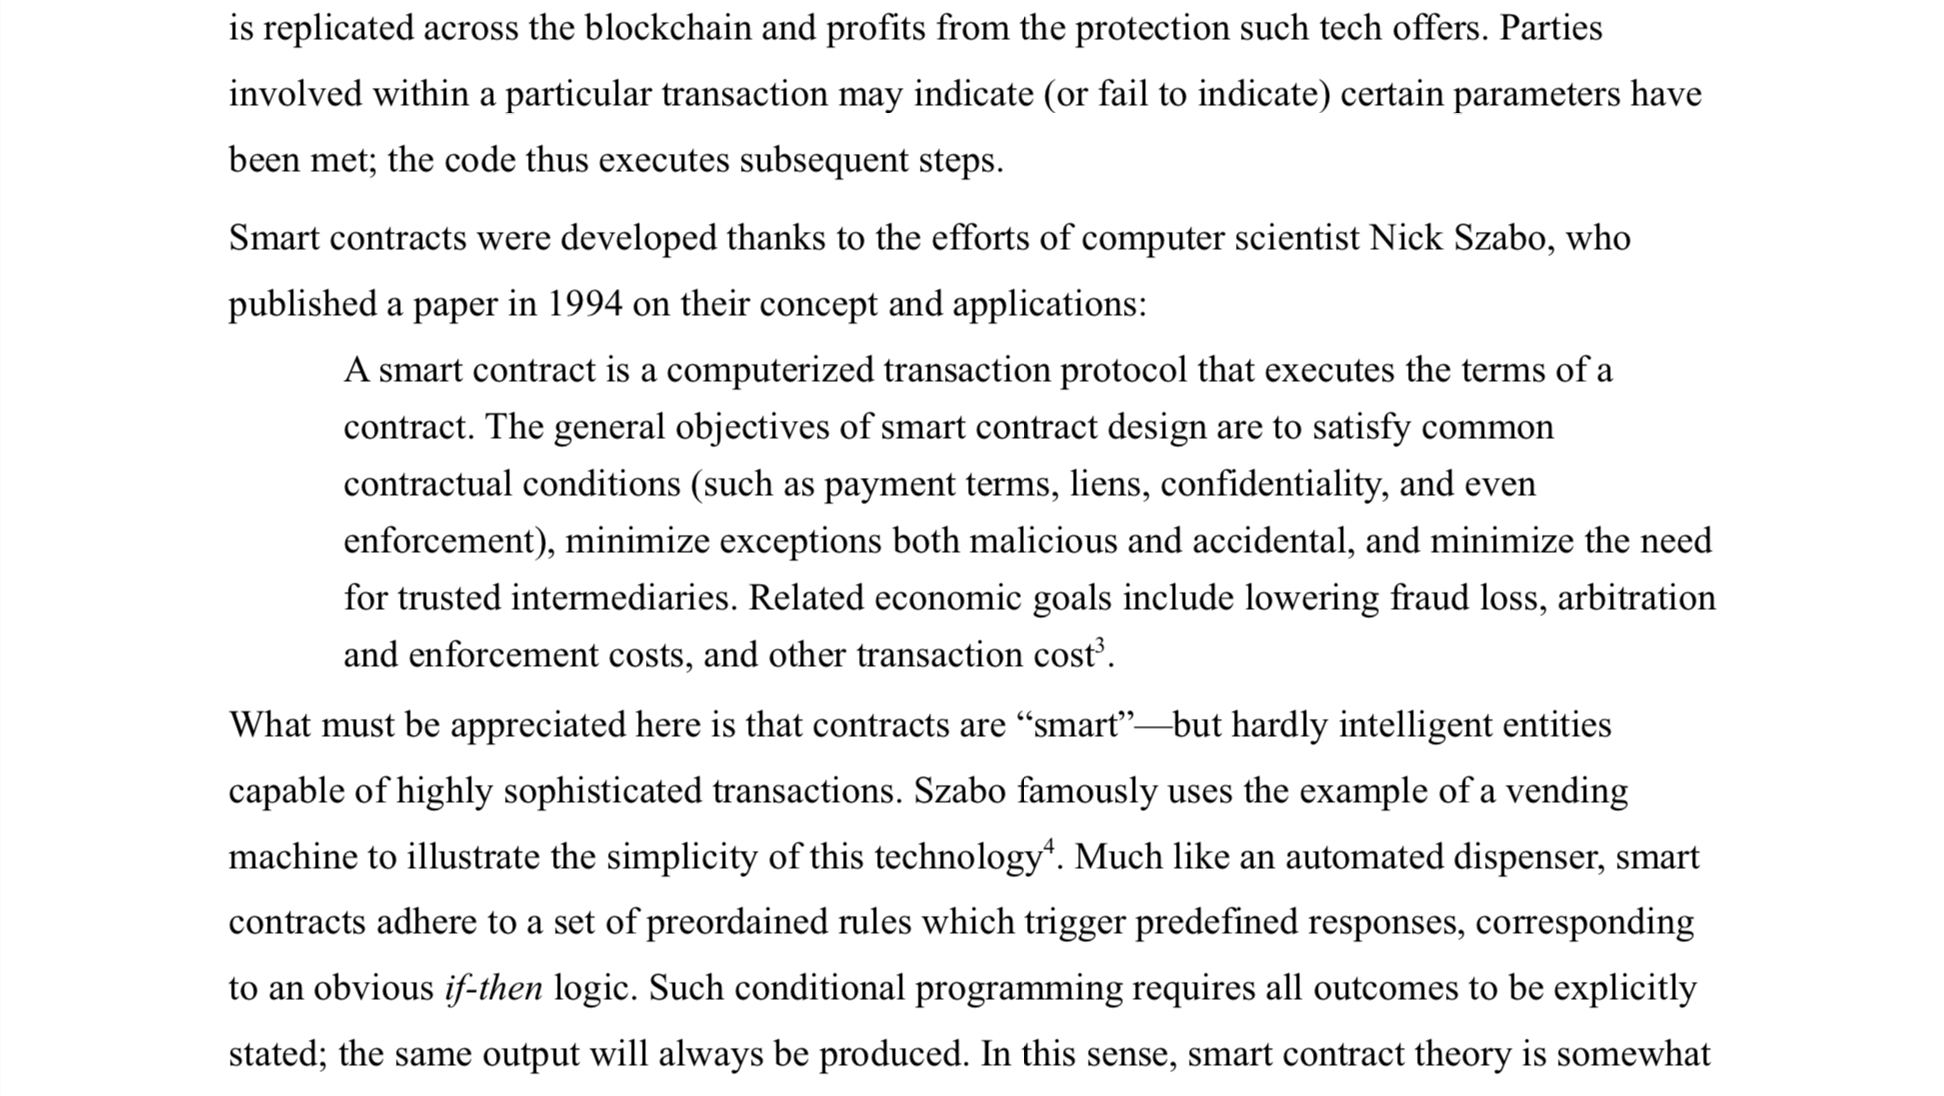 is replicated across the blockchain and profits from the protection such tech offers. Parties
involved within a particular transaction may indicate (or fail to indicate) certain parameters have
been met; the code thus executes subsequent steps.
Smart contracts were developed thanks to the efforts of computer scientist Nick Szabo, who
published a paper in 1994 on their concept and applications:
A smart contract is a computerized transaction protocol that executes the terms of a
contract. The general objectives of smart contract design are to satisfy common
contractual conditions (such as payment terms, liens, confidentiality, and even
enforcement), minimize exceptions both malicious and accidental, and minimize the need
for trusted intermediaries. Related economic goals include lowering fraud loss, arbitration
and enforcement costs, and other transaction cost³.
What must be appreciated here is that contracts are “smart”—but hardly intelligent entities
capable of highly sophisticated transactions. Szabo famously uses the example of a vending
machine to illustrate the simplicity of this technology⁴. Much like an automated dispenser, smart
contracts adhere to a set of preordained rules which trigger predefined responses, corresponding
to an obvious if-then logic. Such conditional programming requires all outcomes to be explicitly
stated; the same output will always be produced. In this sense, smart contract theory is somewhat